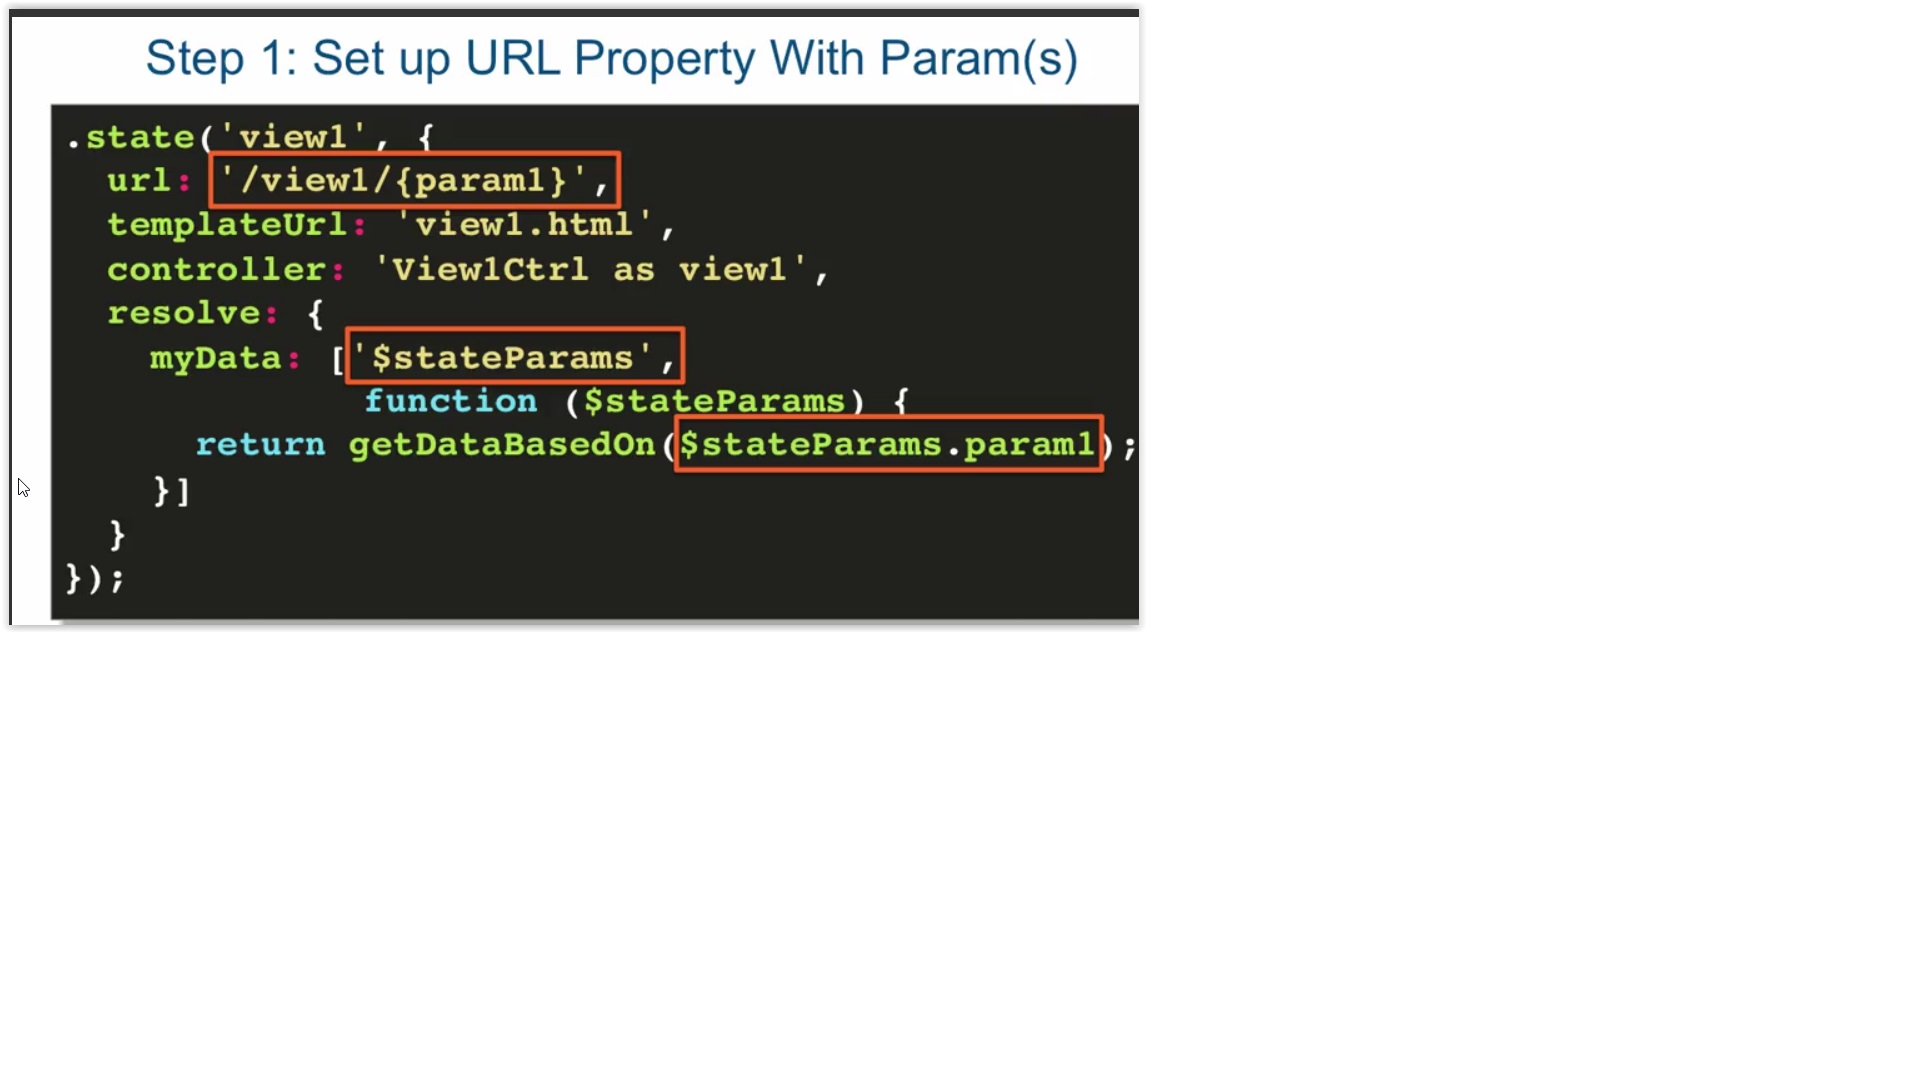 Step 1: Set up URL Property With Param(s)
.state('view1', {
url: '/view1/{param1}',
templateUrl: 'view1.html',
controller: 'View1Ctrl as view1',
resolve: {
myData: ['$stateParams',
function ($stateParams) {
return getDataBasedOn($stateParams.param1);
}]
}
});